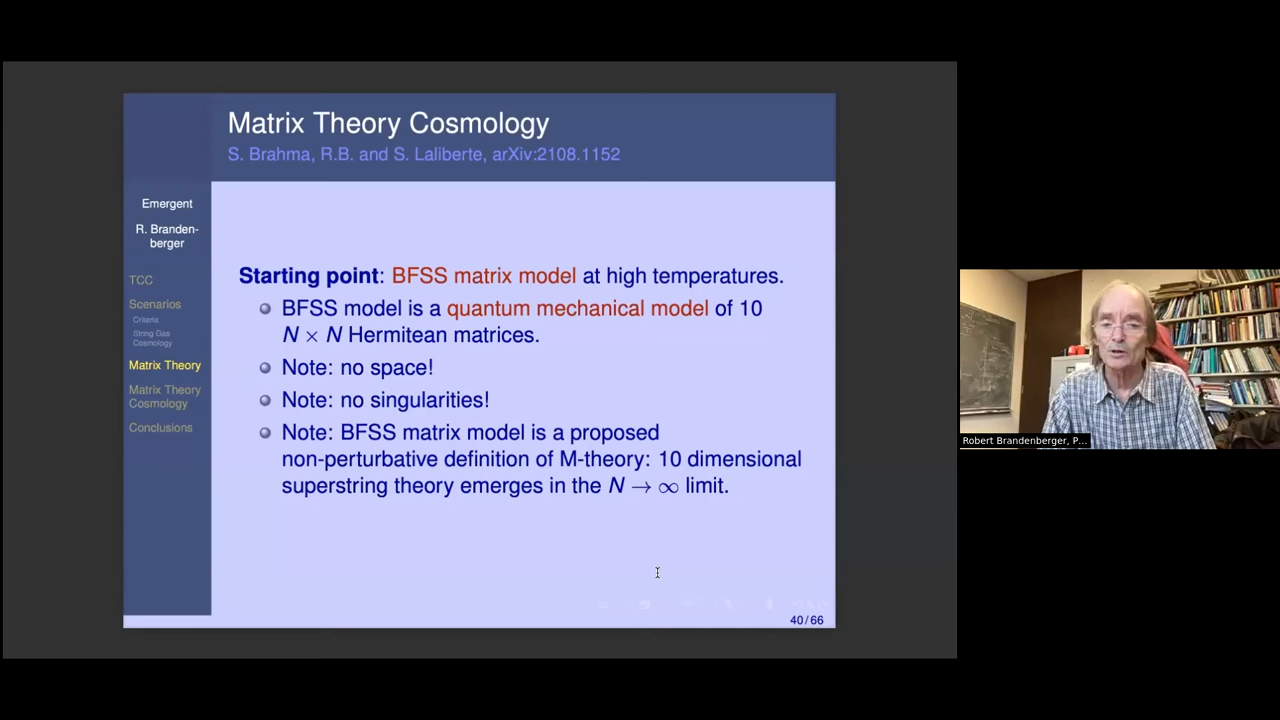 Matrix Theory Cosmology
S. Brahma, R.B. and S. Laliberte, arXiv:2108.1152
Emergent
R. Branden-
berger
TCC
Scenarios
Criteria
String Gas
Cosmology
Matrix Theory
Matrix Theory
Cosmology
Conclusions
Starting point: BFSS matrix model at high temperatures.
BFSS model is a quantum mechanical model of 10
N × N Hermitean matrices.
Note: no space!
Note: no singularities!
Note: BFSS matrix model is a proposed
non-perturbative definition of M-theory: 10 dimensional
superstring theory emerges in the N → ∞ limit.
40/66
Robert Brandenberger, P...